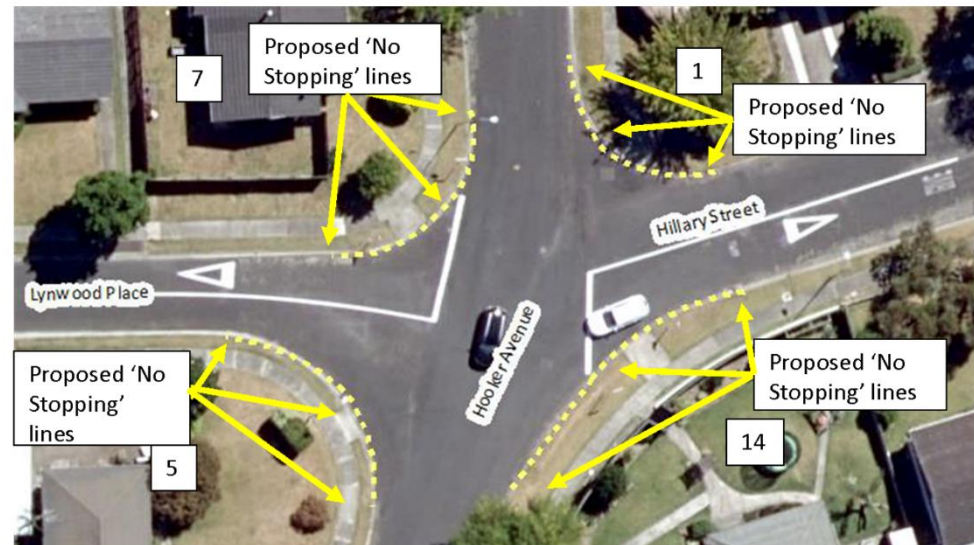 Proposed ‘No
Stopping’ lines
7
1
Proposed ‘No
Stopping’ lines
Hillary Street
Lynwood Place
Hooker Avenue
Proposed ‘No
Stopping’
lines
5
Proposed ‘No
Stopping’ lines
14